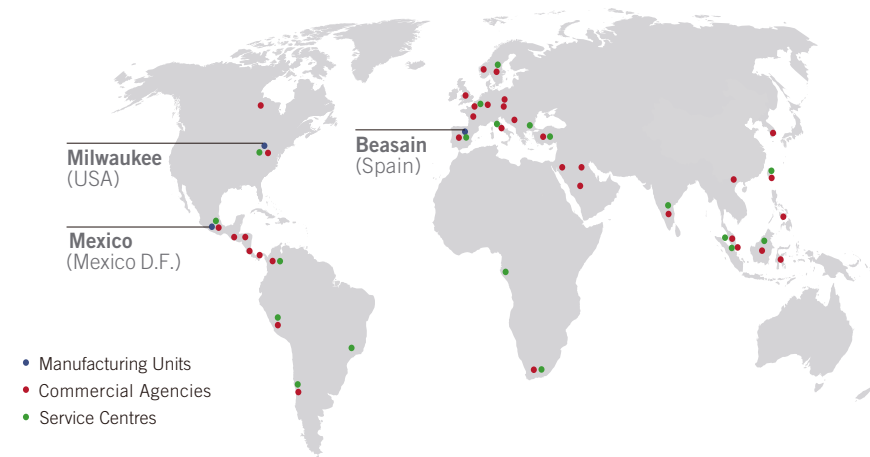 Milwaukee
(USA)
Beasain
(Spain)
Mexico
(Mexico D.F.)
Manufacturing Units
Commercial Agencies
Service Centres